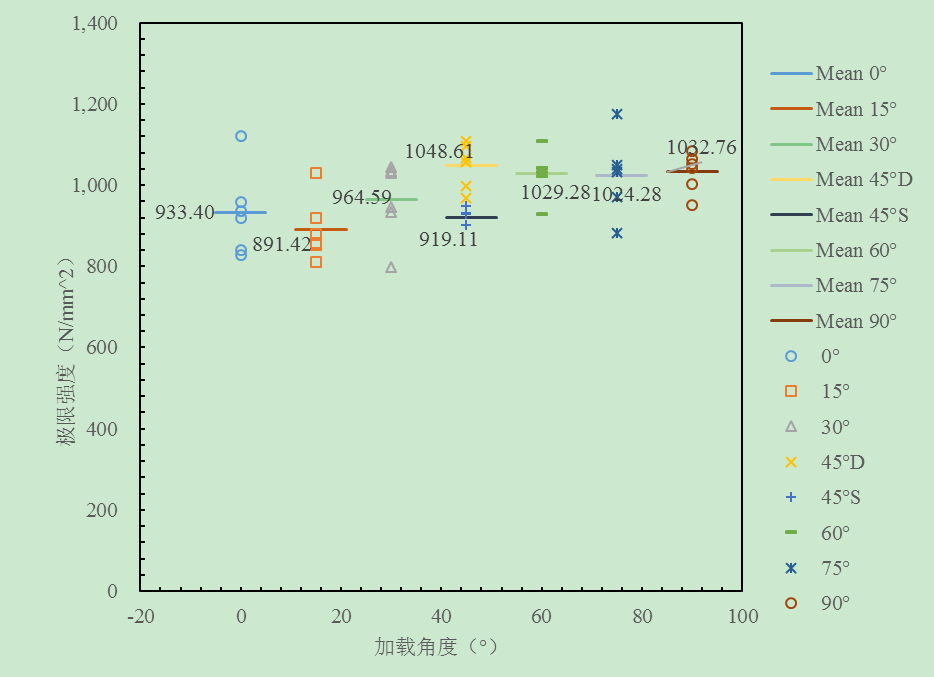 1,400
1,200
1,000
800
600
400
200
0
-20
0
20
40
60
80
100
极限强度（N/mm^2）
加载角度（°）
933.40
891.42
964.59
1048.61
919.11
1029.28
1024.28
1032.76
Mean 0°
Mean 15°
Mean 30°
Mean 45°D
Mean 45°S
Mean 60°
Mean 75°
Mean 90°
0°
15°
30°
45°D
45°S
60°
75°
90°